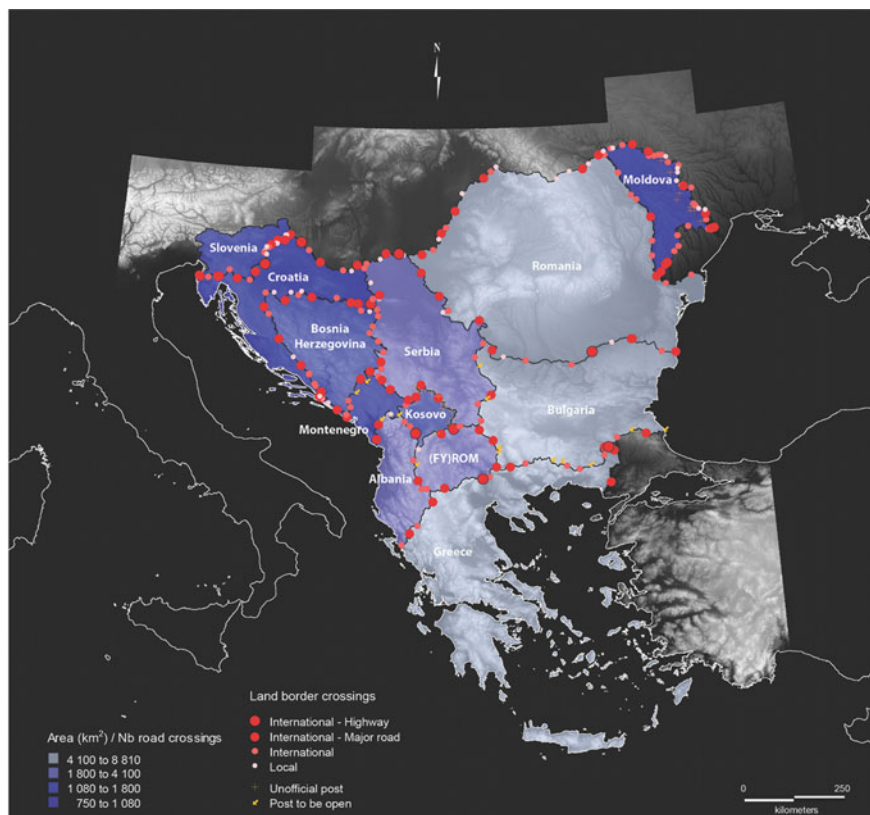 N
Moldova
Slovenia
Croatia
Romania
Bosnia
Herzegovina
Serbia
Kosovo
Bulgaria
Montenegro
(FY)ROM
Albania
Greece
Land border crossings
International - Highway
International - Major road
International
Local
Unofficial post
Post to be open
Area (km²) / Nb road crossings
4 100 to 8 810
1 800 to 4 100
1 080 to 1 800
750 to 1 080
0 250
kilometers